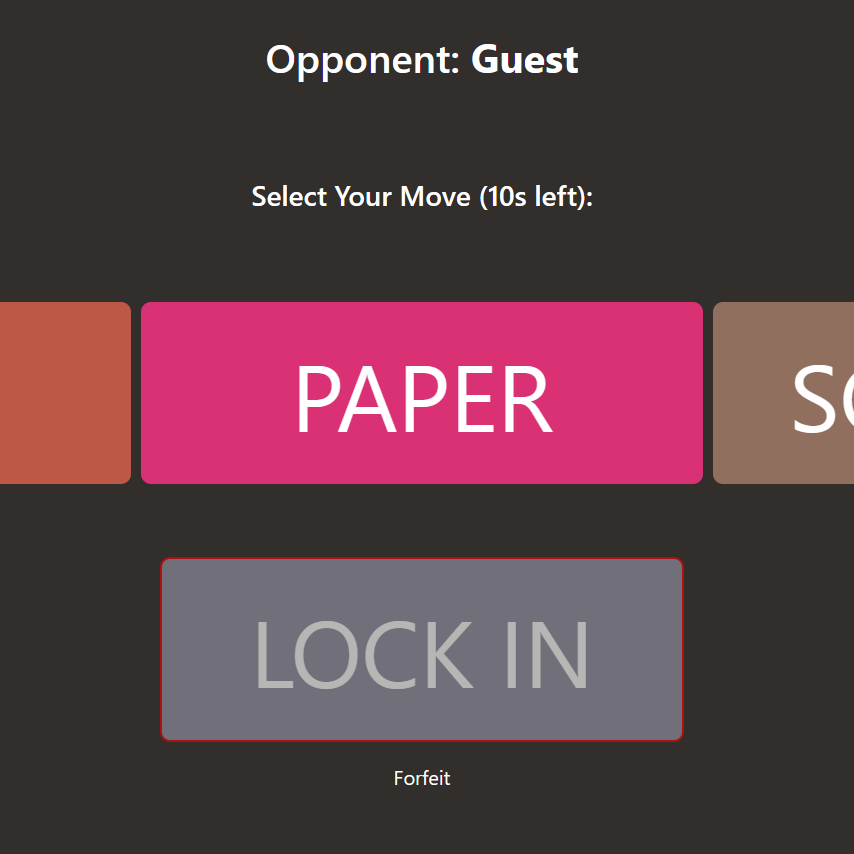 Opponent: Guest
Select Your Move (10s left):
PAPER
LOCK IN
Forfeit